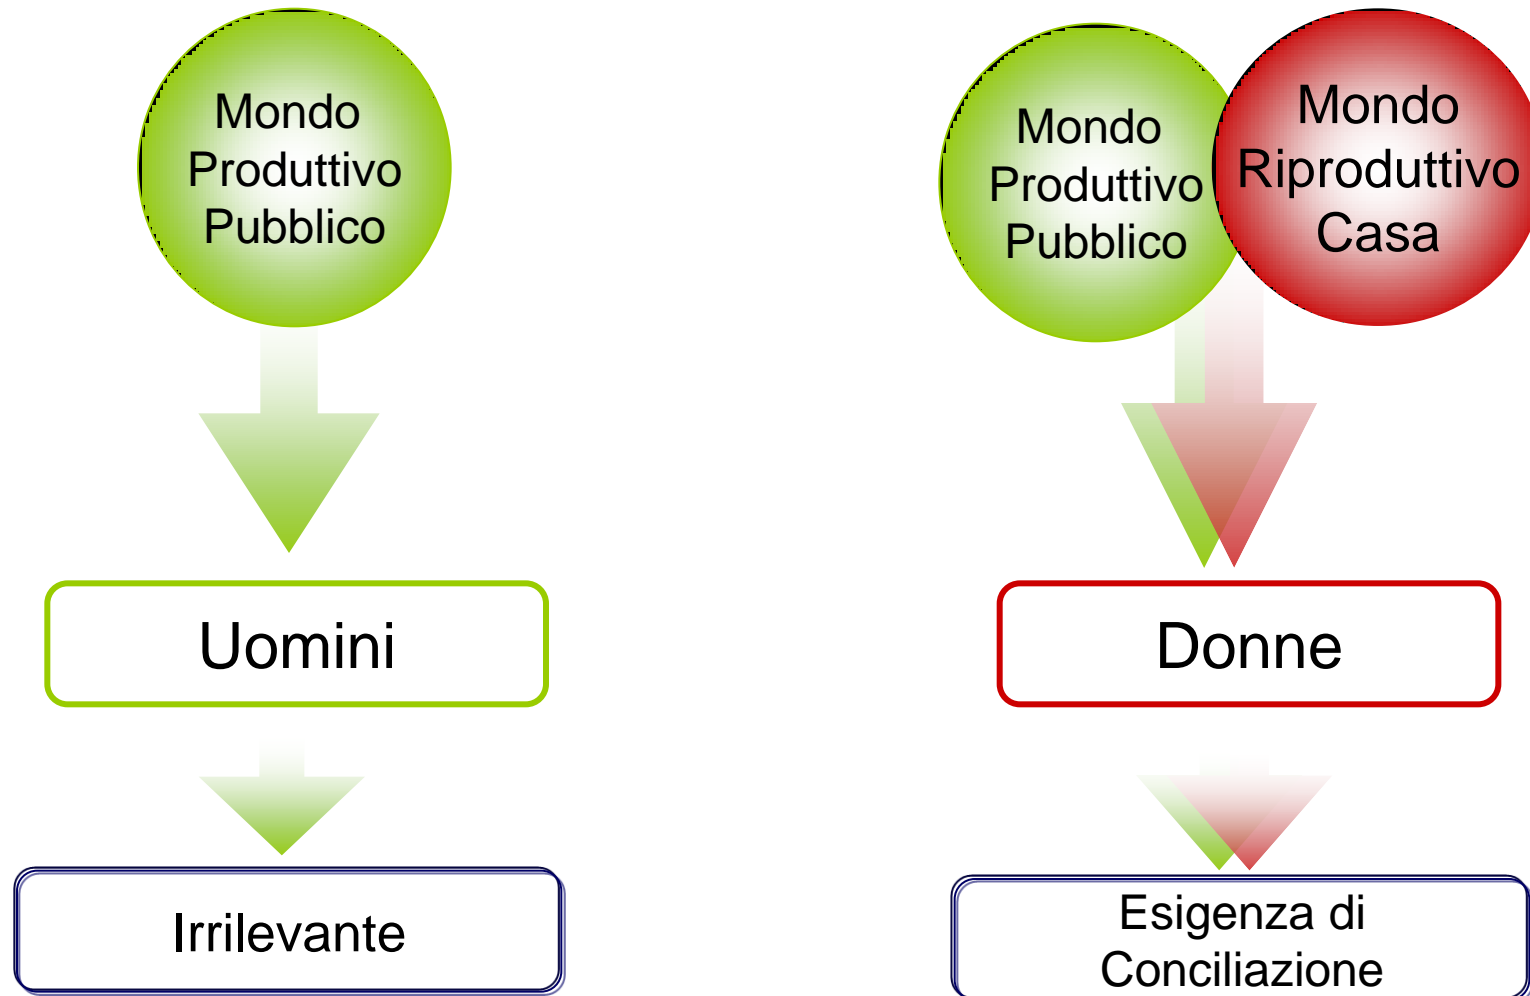 Mondo
Produttivo
Pubblico
Uomini
Irrilevante
Mondo
Produttivo
Pubblico
Mondo
Riproduttivo
Casa
Donne
Esigenza di
Conciliazione